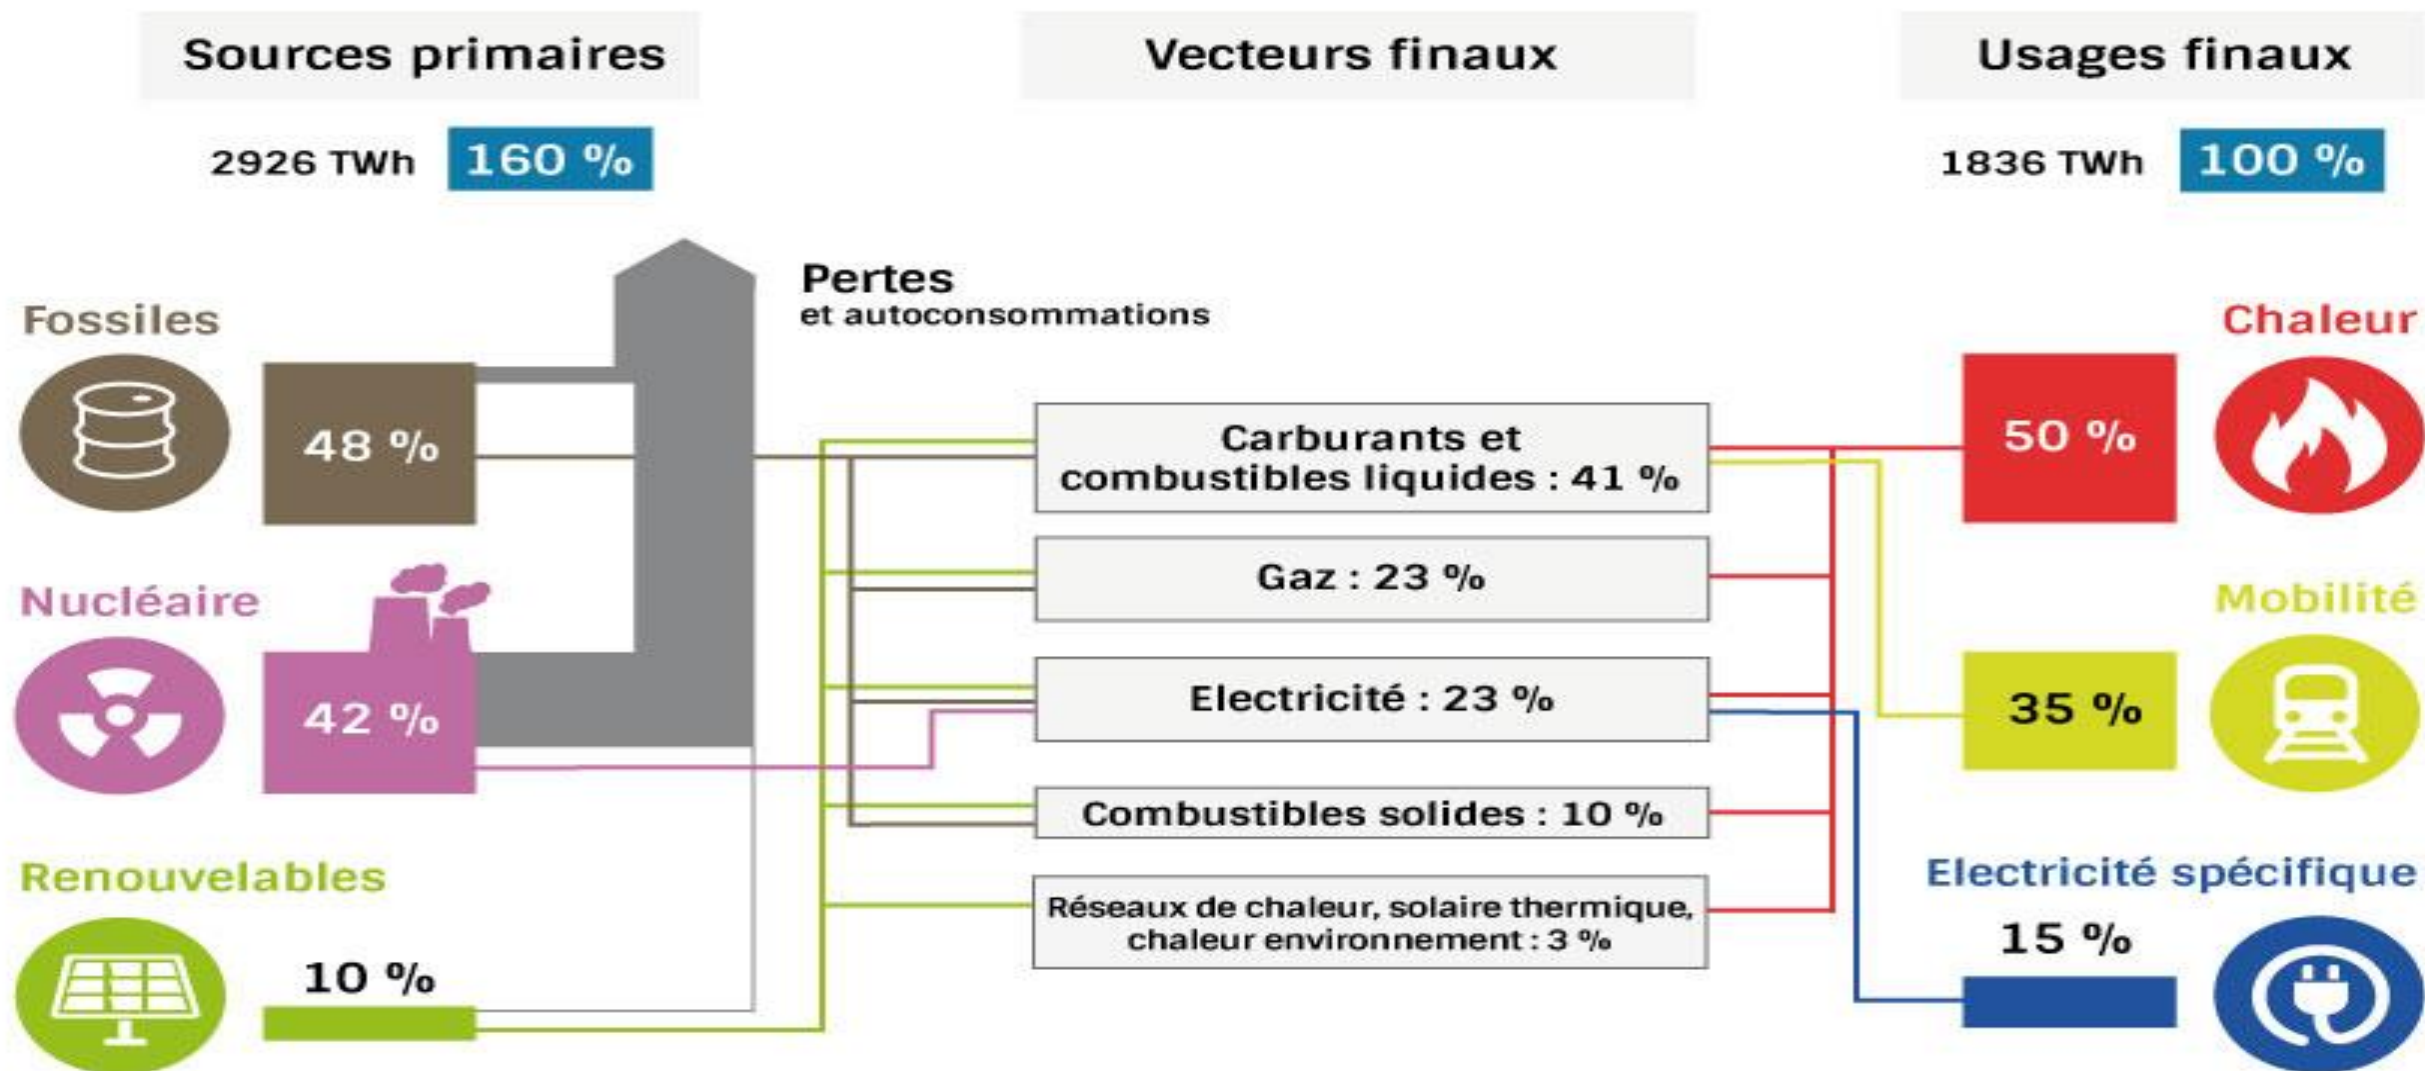 Sources primaires
Vecteurs finaux
Usages finaux
2926 TWh 160 %
1836 TWh 100 %
Pertes
et autoconsommations
Fossiles
48 %
Nucléaire
42 %
Renouvelables
10 %
Carburants et
combustibles liquides : 41 %
Gaz : 23 %
Electricité : 23 %
Combustibles solides : 10 %
Réseaux de chaleur, solaire thermique,
chaleur environnement : 3 %
Chaleur
50 %
Mobilité
35 %
Electricité spécifique
15 %